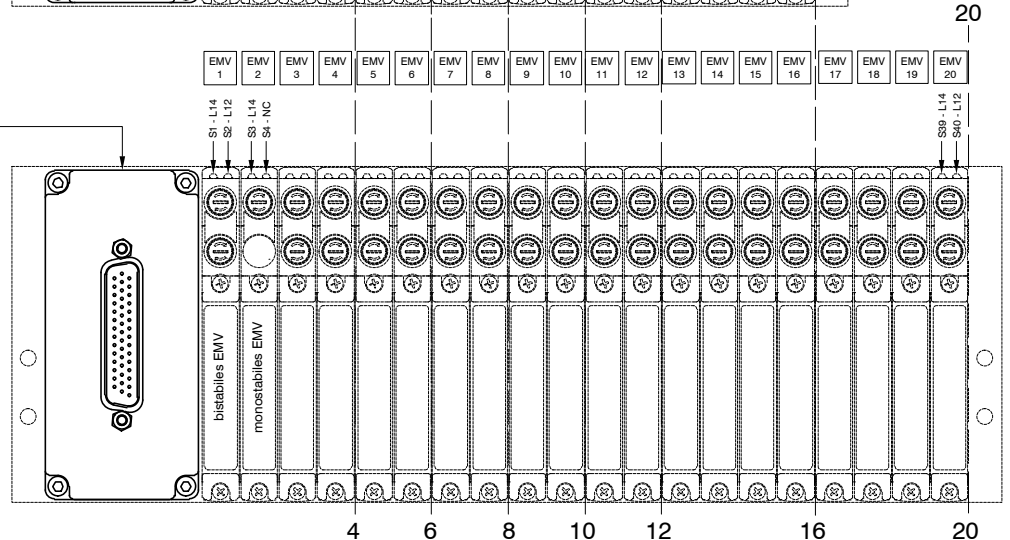 20
EMV 1
EMV 2
EMV 3
EMV 4
EMV 5
EMV 6
EMV 7
EMV 8
EMV 9
EMV 10
EMV 11
EMV 12
EMV 13
EMV 14
EMV 15
EMV 16
EMV 17
EMV 18
EMV 19
EMV 20
S1 - L14
S2 - L12
S3 - L14
S4 - NC
S39 - L14
S40 - L12
bistabiles EMV
monostabiles EMV
4 6 8 10 12 16 20